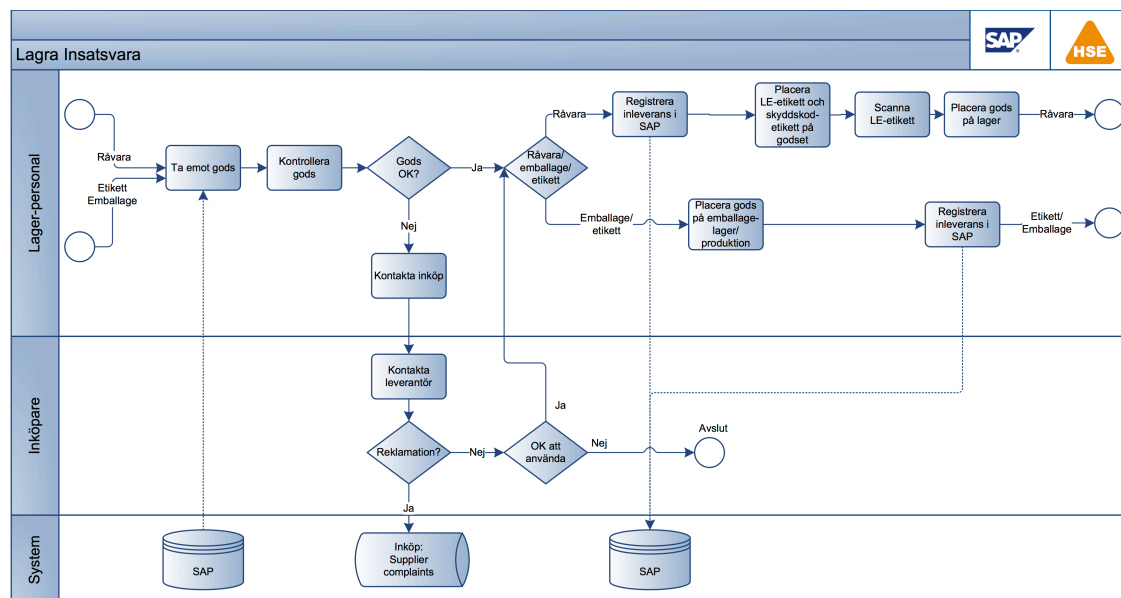 Lagra Insatsvara
SAP
HSE
Lager-personal
Råvara
Etikett
Emballage
Ta emot gods
Kontrollera
gods
Gods
OK?
Ja
Nej
Råvara/
emballage/
etikett
Råvara
Registrera
inleverans i
SAP
Placera
LE-etikett och
skyddskod-
etikett på
godset
Scanna
LE-etikett
Placera gods
på lager
Råvara
Emballage/
etikett
Placera gods
på emballage-
lager/
produktion
Registrera
inleverans i
SAP
Etikett/
Emballage
Kontakta inköp
Inköpare
Kontakta
leverantör
Reklamation?
Nej
Ja
OK att
använda
Ja
Nej
Avslut
System
SAP
Inköp:
Supplier
complaints
SAP